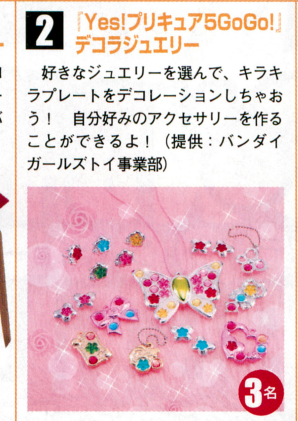 2
『Yes!プリキュア5GoGo!』
デコラジュエリー
好きなジュエリーを選んで、キラキ
ラプレートをデコレーションしちゃお
う! 自分好みのアクセサリーを作る
ことができるよ!(提供:バンダイ
ガールズトイ事業部)
3名